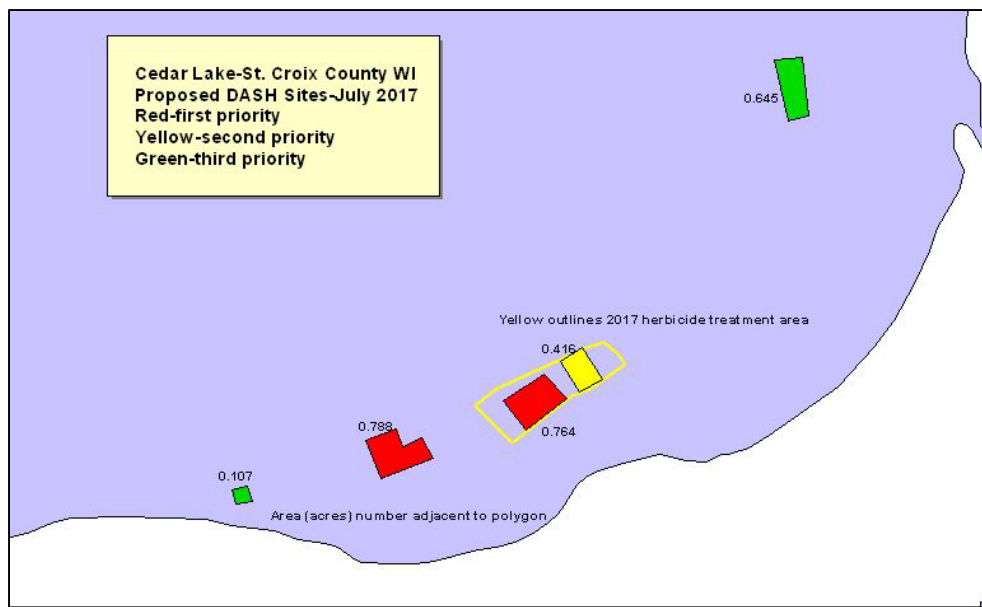 Cedar Lake-St. Croix County WI
Proposed DASH Sites-July 2017
Red-first priority
Yellow-second priority
Green-third priority
0.645
Yellow outlines 2017 herbicide treatment area
0.416
0.764
0.788
0.107
Area (acres) number adjacent to polygon